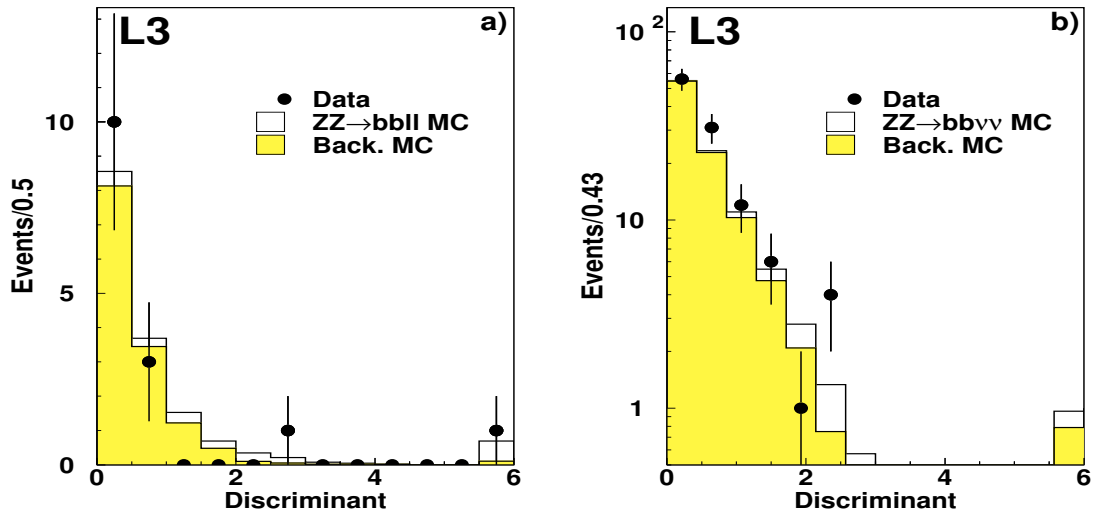 L3
a)
Data
ZZ→bbll MC
Back. MC
Events/0.5
10
5
0
0
2
4
6
Discriminant
L3
b)
Data
ZZ→bbνν MC
Back. MC
Events/0.43
10 2
10
1
0
2
4
6
Discriminant